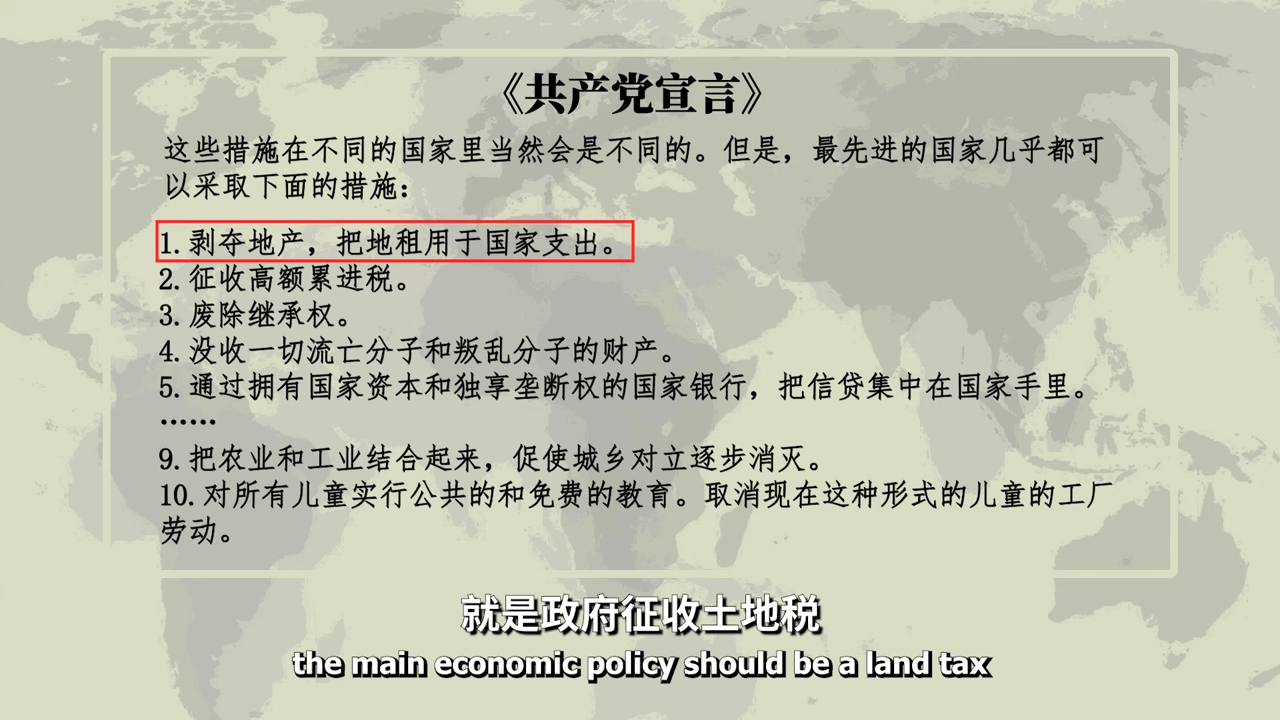 《共产党宣言》
这些措施在不同的国家里当然会是不同的。但是，最先进的国家几乎都可
以采取下面的措施：
1. 剥夺地产，把地租用于国家支出。
2. 征收高额累进税。
3. 废除继承权。
4. 没收一切流亡分子和叛乱分子的财产。
5. 通过拥有国家资本和独享垄断权的国家银行，把信贷集中在国家手里。
……
9. 把农业和工业结合起来，促使城乡对立逐步消灭。
10. 对所有儿童实行公共的和免费的教育。取消现在这种形式的儿童的工厂
劳动。
就是政府征收土地税
the main economic policy should be a land tax